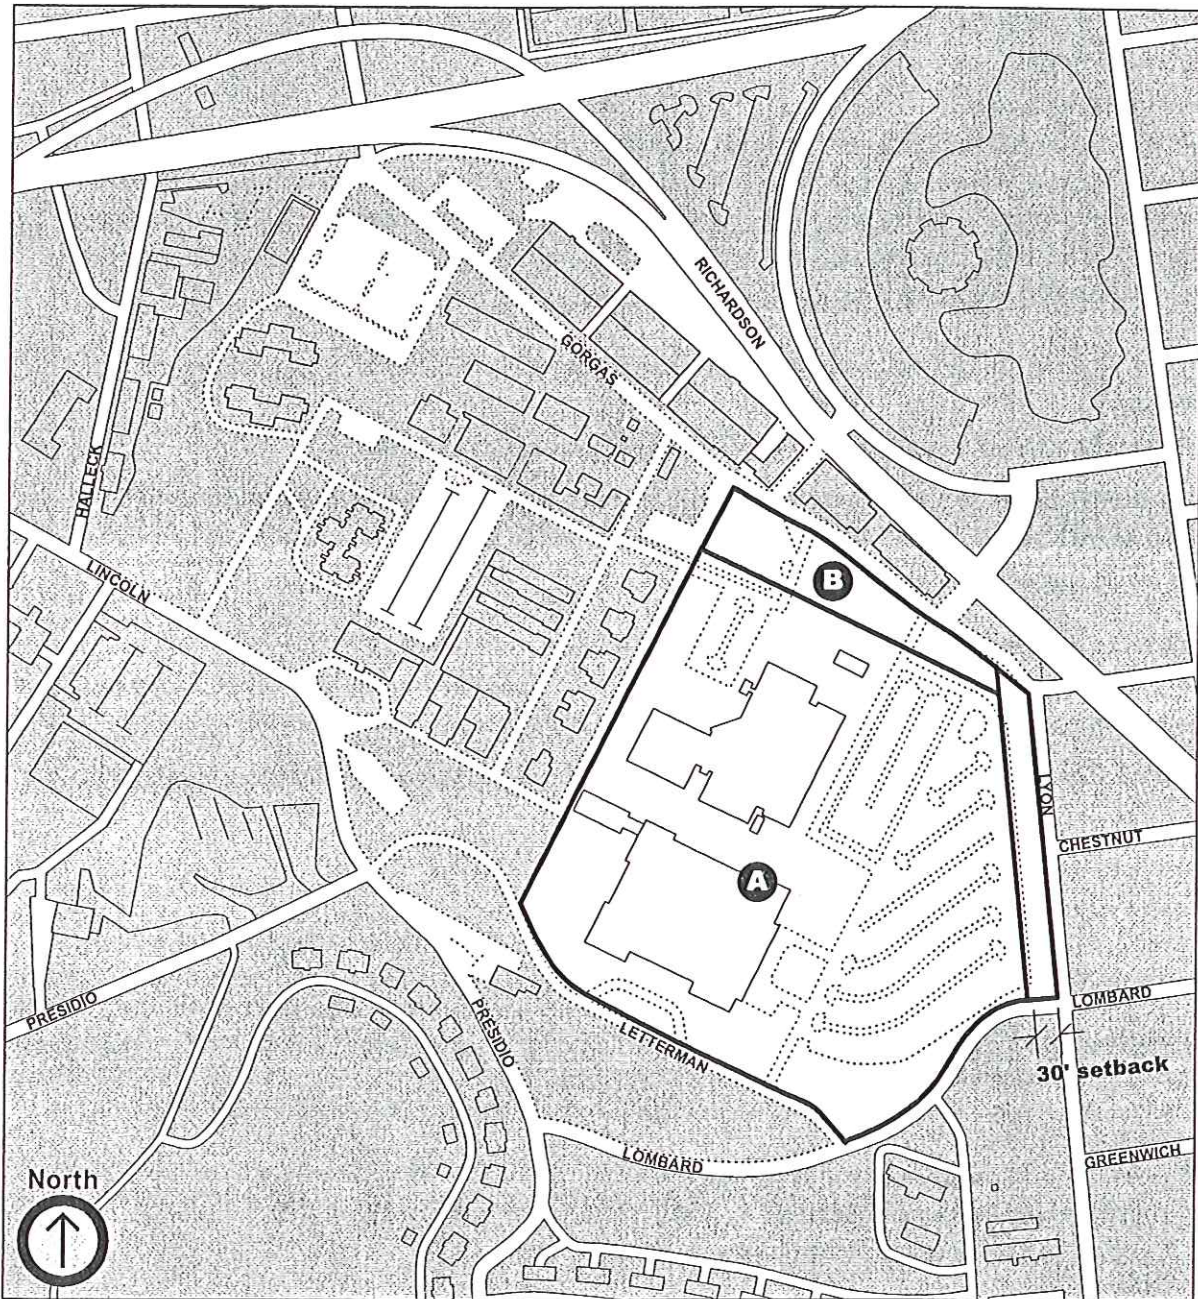 RICHARDSON
GORGAS
HALLECK
LINCOLN
B
LYON
CHESTNUT
A
PRESIDIO
PRESIDIO
LETTERMAN
LOMBARD
30' setback
LOMBARD
GREENWICH
North